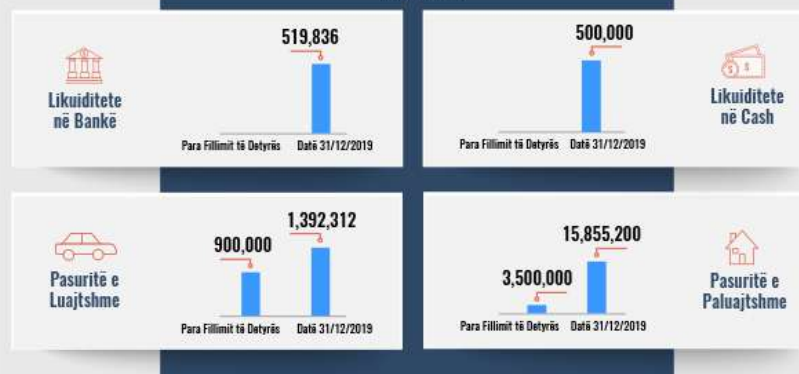 519,836
Likuiditete
në Bankë
Para Fillimit të Detyrës Datë 31/12/2019
500,000
Likuiditete
në Cash
Para Fillimit të Detyrës Datë 31/12/2019
1,392,312
900,000
Pasuritë e
Luajtshme
Para Fillimit të Detyrës Datë 31/12/2019
15,855,200
3,500,000
Pasuritë e
Paluajtshme
Para Fillimit të Detyrës Datë 31/12/2019